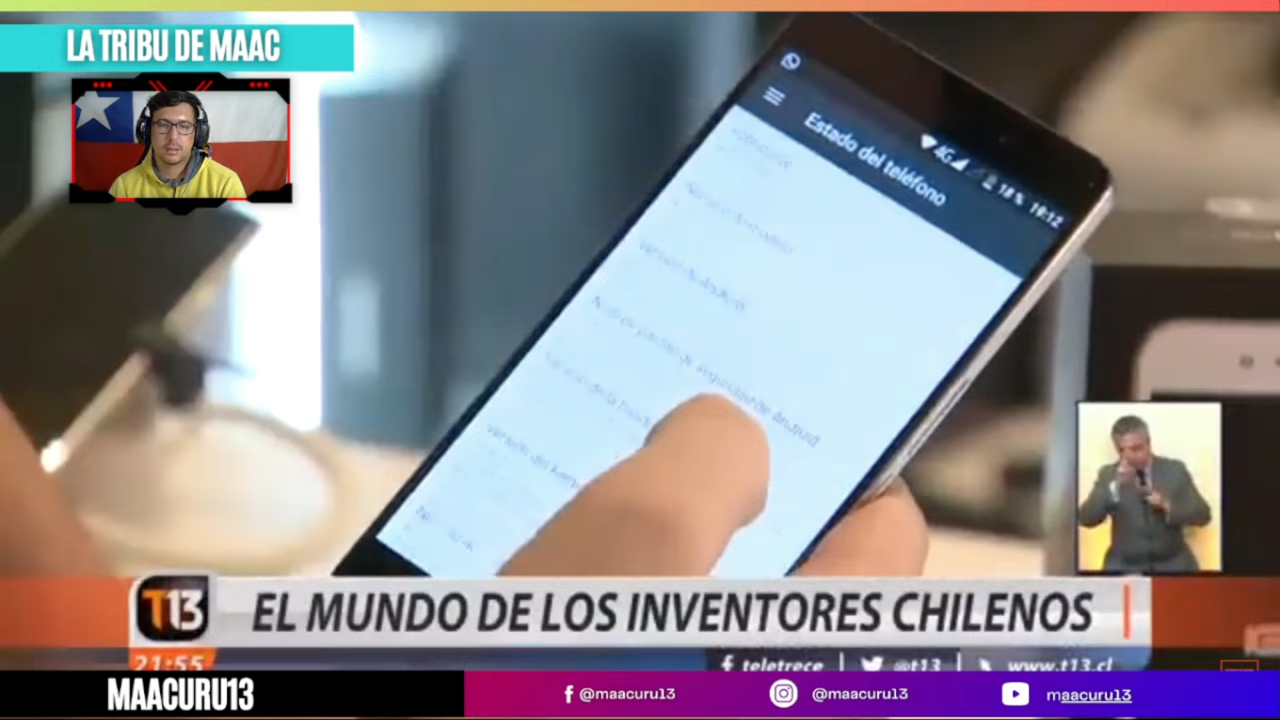 LA TRIBU DE MAAC
4G 18% 19:12
Estado del teléfono
T13
EL MUNDO DE LOS INVENTORES CHILENOS
21:55
teletrece | @t13 | www.t13.cl
MAACURU13
@maacuru13
@maacuru13
maacuru13